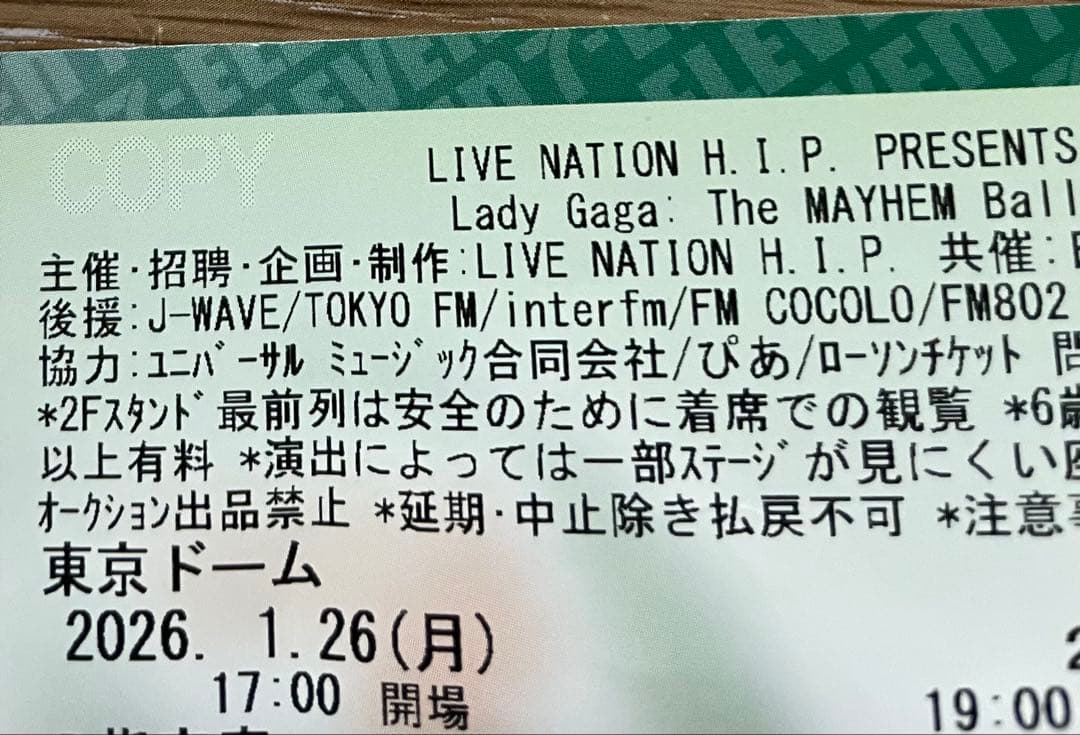 7-ELEVEN 7-ELEVEN
COPY
LIVE NATION H.I.P. PRESENTS
Lady Gaga: The MAYHEM Ball
主催・招聘・企画・制作:LIVE NATION H.I.P. 共催:
後援:J-WAVE/TOKYO FM/interfm/FM COCOLO/FM802
協力:ﾕﾆﾊﾞｰｻﾙ ﾐｭｰｼﾞｯｸ合同会社/ぴあ/ﾛｰｿﾝﾁｹｯﾄ 問
*2Fｽﾀﾝﾄﾞ最前列は安全のために着席での観覧 *6歳
以上有料 *演出によっては一部ｽﾃｰｼﾞが見にくい
ｵｰｸｼｮﾝ出品禁止 *延期・中止除き払戻不可 *注意
東京ドーム
2026. 1.26(月)
17:00 開場 19:00